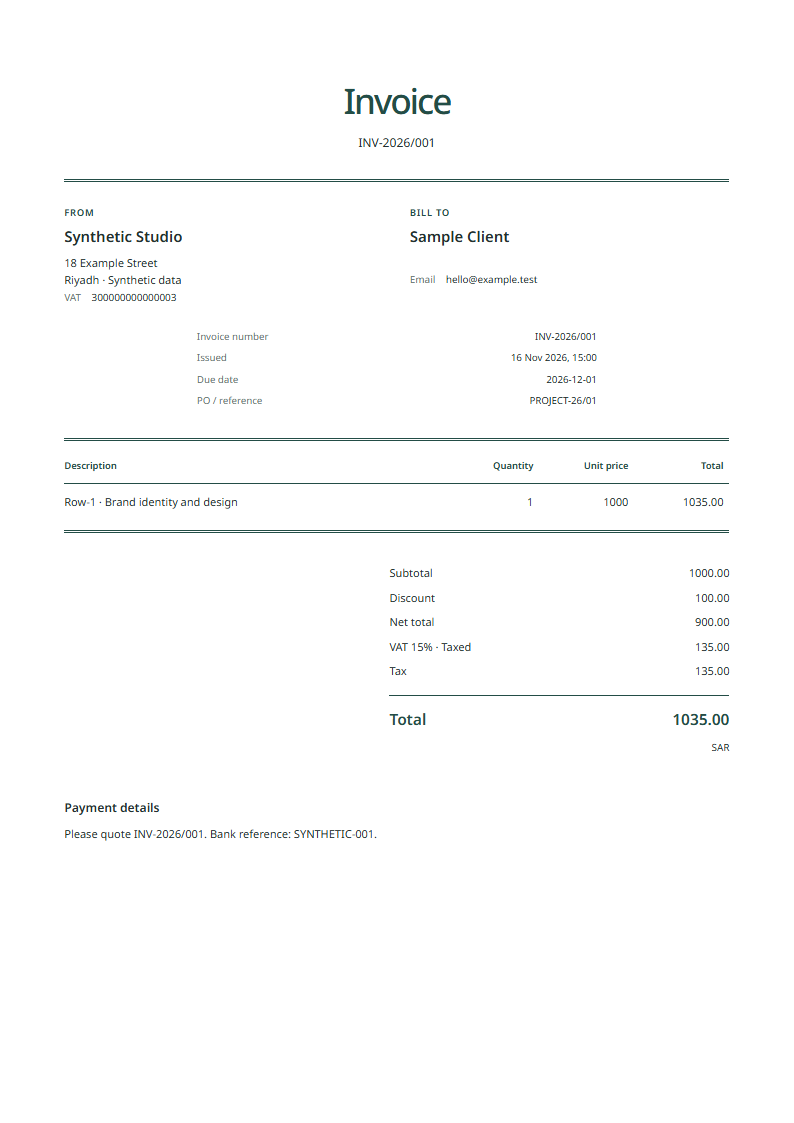 Invoice
INV-2026/001
FROM
Synthetic Studio
18 Example Street
Riyadh · Synthetic data
VAT 300000000000003
BILL TO
Sample Client
Email hello@example.test
Invoice number INV-2026/001
Issued 16 Nov 2026, 15:00
Due date 2026-12-01
PO / reference PROJECT-26/01
Description Quantity Unit price Total
Row-1 · Brand identity and design 1 1000 1035.00
Subtotal 1000.00
Discount 100.00
Net total 900.00
VAT 15% · Taxed 135.00
Tax 135.00
Total 1035.00
SAR
Payment details
Please quote INV-2026/001. Bank reference: SYNTHETIC-001.